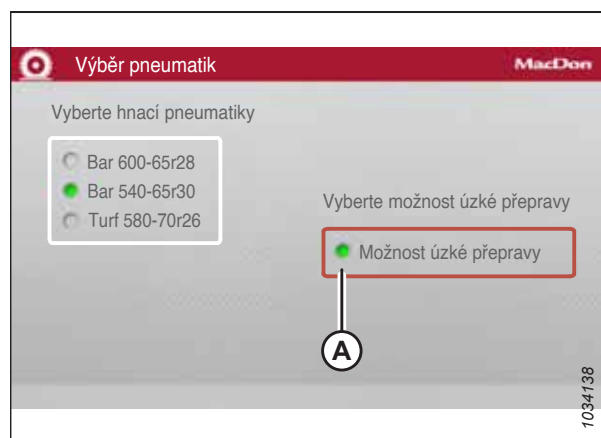 Výběr pneumatik
MacDon
Vyberte hnací pneumatiky
Bar 600-65r28
Bar 540-65r30
Turf 580-70r26
Vyberte možnost úzké přepravy
Možnost úzké přepravy
A
1034138